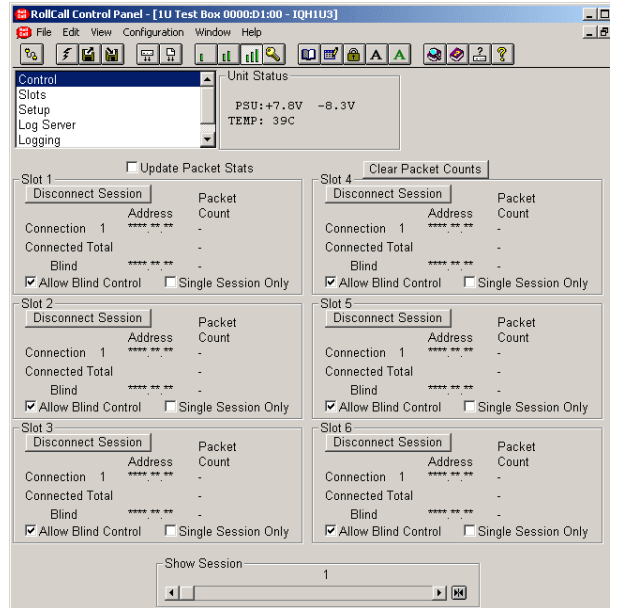 RollCall Control Panel - [1U Test Box 0000:D1:00 - IQH1U3]
File Edit View Configuration Window Help
Control
Slots
Setup
Log Server
Logging
Unit Status
PSU:+7.8V -8.3V
TEMP: 39C
Update Packet Stats
Clear Packet Counts
Slot 1
Disconnect Session Packet
Address Count
Connection 1 ****.**.** -
Connected Total -
Blind ****.**.** -
Allow Blind Control Single Session Only
Slot 4
Disconnect Session Packet
Address Count
Connection 1 ****.**.** -
Connected Total -
Blind ****.**.** -
Allow Blind Control Single Session Only
Slot 2
Disconnect Session Packet
Address Count
Connection 1 ****.**.** -
Connected Total -
Blind ****.**.** -
Allow Blind Control Single Session Only
Slot 5
Disconnect Session Packet
Address Count
Connection 1 ****.**.** -
Connected Total -
Blind ****.**.** -
Allow Blind Control Single Session Only
Slot 3
Disconnect Session Packet
Address Count
Connection 1 ****.**.** -
Connected Total -
Blind ****.**.** -
Allow Blind Control Single Session Only
Slot 6
Disconnect Session Packet
Address Count
Connection 1 ****.**.** -
Connected Total -
Blind ****.**.** -
Allow Blind Control Single Session Only
Show Session
1